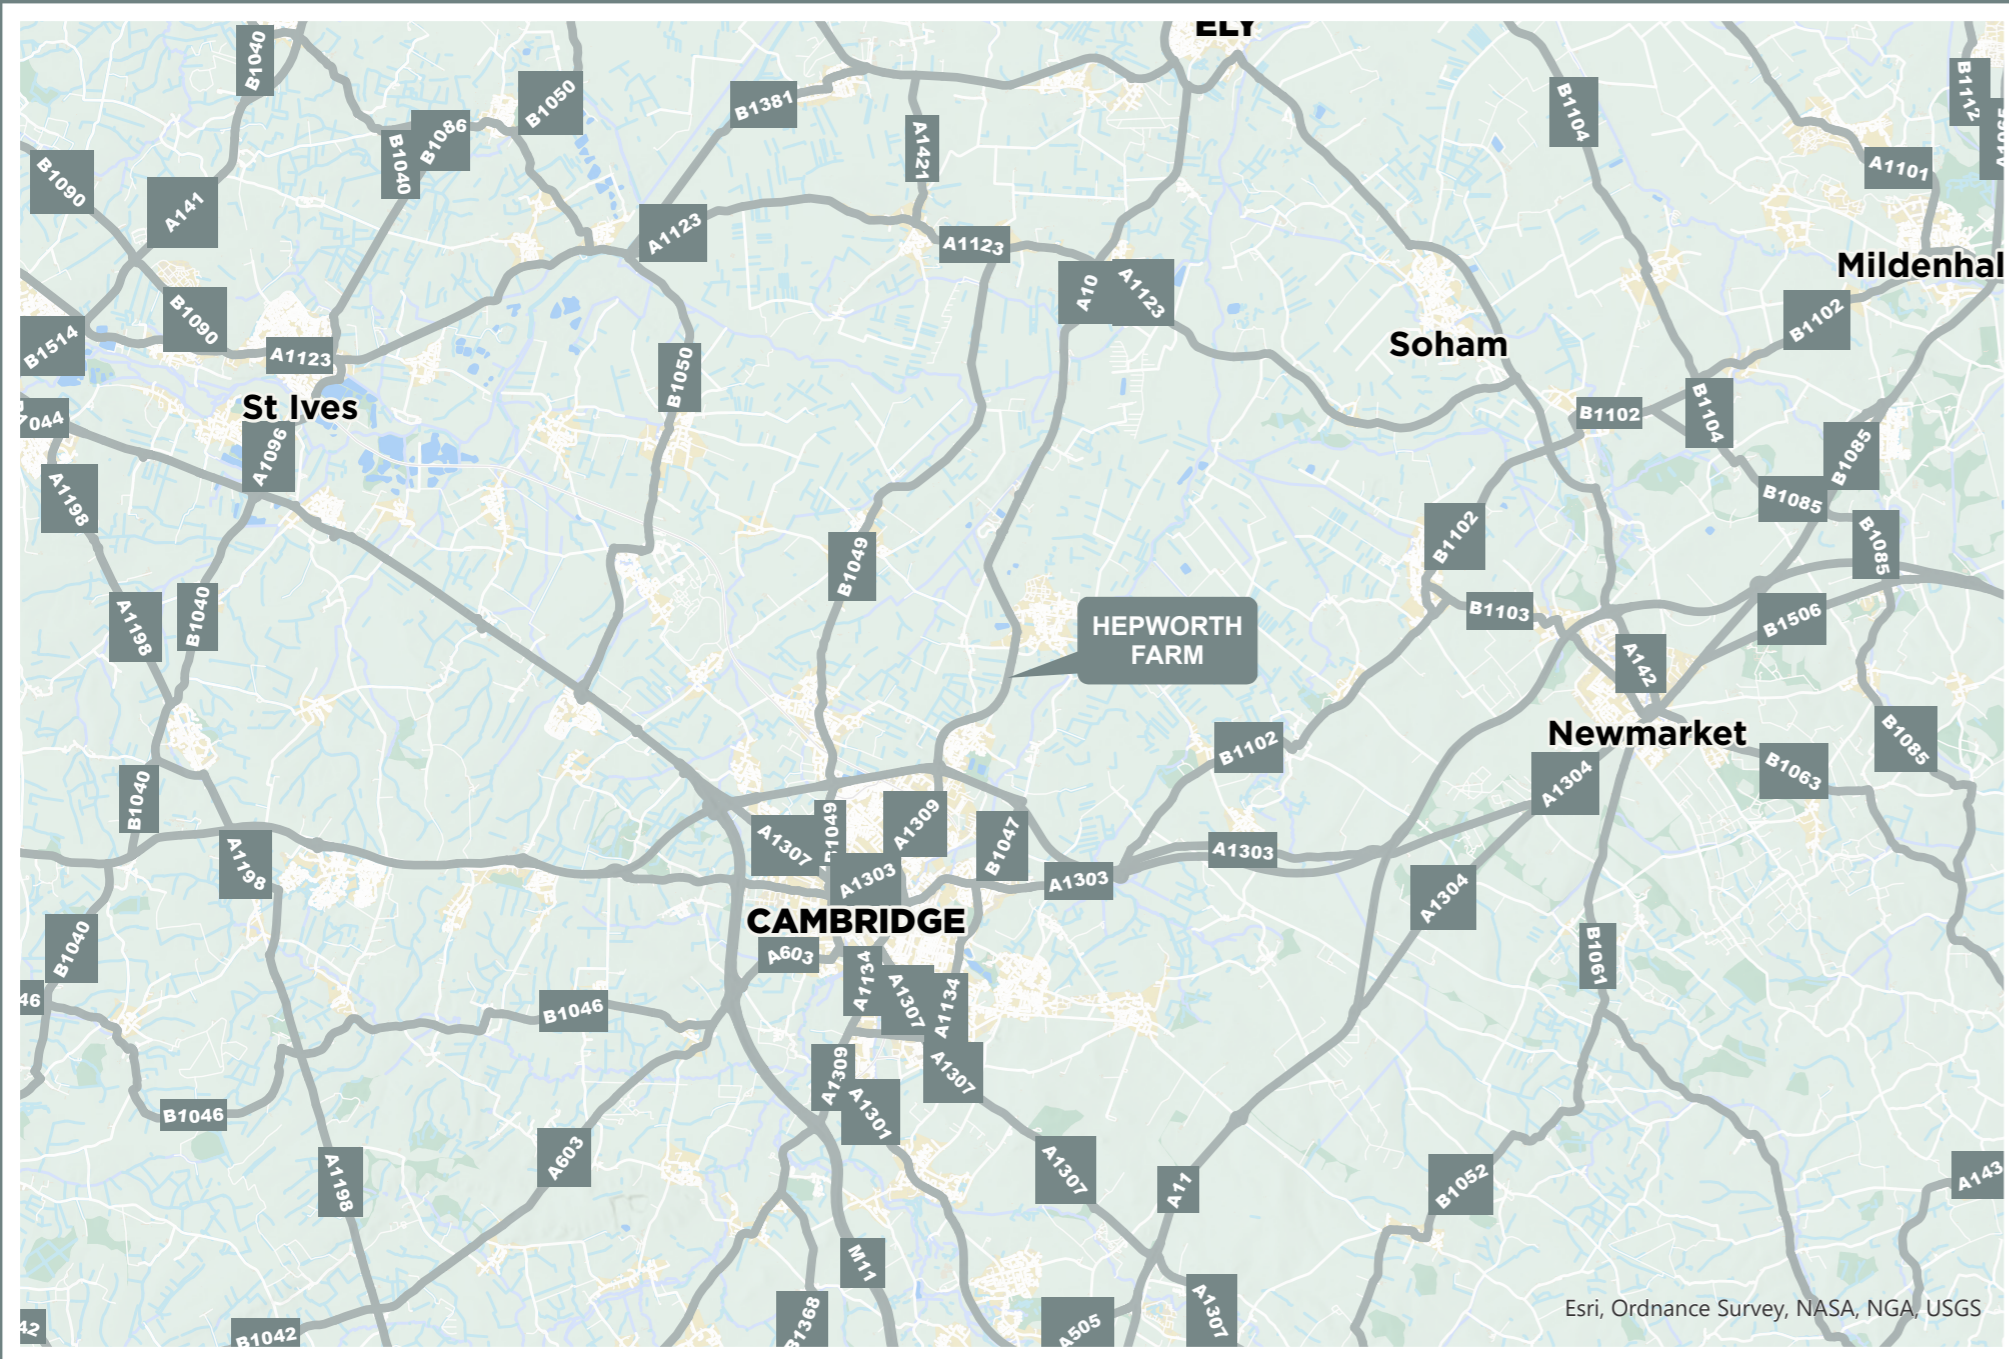 ELY
B1040
B1050
B1381
B1104
B1112
B1086
B1040
A1421
A1101
B1090
A141
A1123
A1123
A10
A1123
Mildenhal
B1090
B1102
B1514
A1123
B1050
Soham
St Ives
B1102
B1104
A1096
B1085
A1198
B1085
B1102
B1085
B1049
A1198
B1040
B1103
B1506
HEPWORTH
FARM
A142
Newmarket
B1102
B1085
B1063
B1040
A1304
A1307
B1049
A1309
B1047
A1303
A1198
A1303
A1303
A1304
CAMBRIDGE
B1040
A603
B1061
A1134
A1307
A1134
46
B1046
A1309
A1307
A1301
B1046
A603
A1307
A1198
A11
B1052
A143
M11
Esri, Ordnance Survey, NASA, NGA, USGS
42
B1042
B1368
A505
A1307